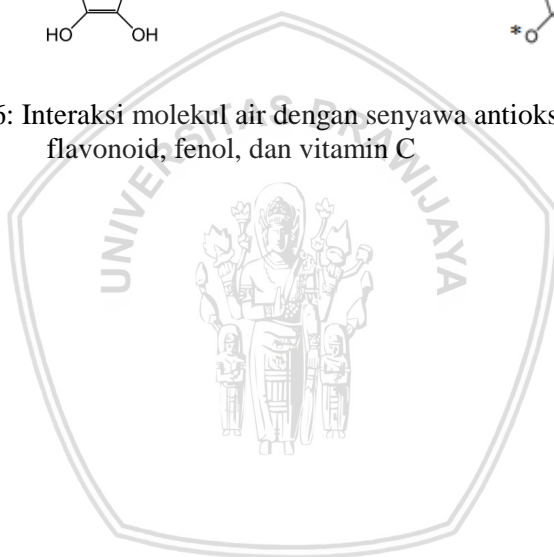 HO OH *O
6: Interaksi molekul air dengan senyawa antioks
flavonoid, fenol, dan vitamin C
UNIVERSITAS BRAWIJAYA